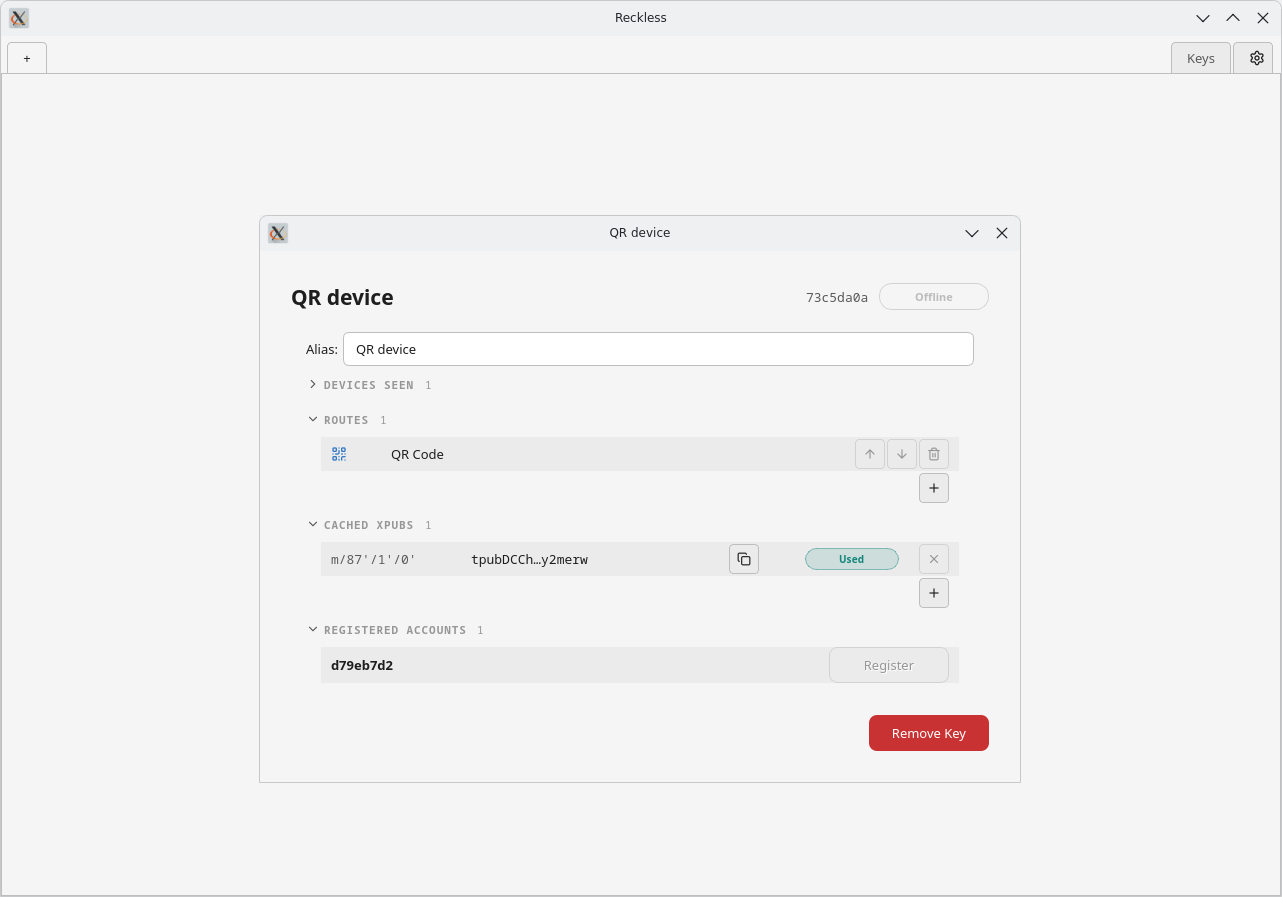 Reckless
+
Keys
QR device
QR device
73c5da0a
Offline
Alias:
QR device
DEVICES SEEN 1
ROUTES 1
QR Code
+
CACHED XPUBS 1
m/87'/1'/0'
tpubDCCh…y2merw
Used
+
REGISTERED ACCOUNTS 1
d79eb7d2
Register
Remove Key